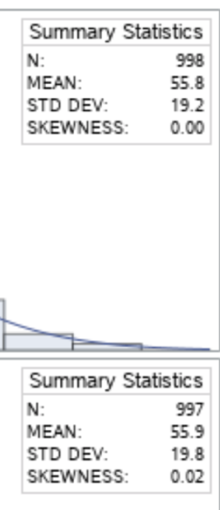 Summary Statistics
N: 998
MEAN: 55.8
STD DEV: 19.2
SKEWNESS: 0.00
Summary Statistics
N: 997
MEAN: 55.9
STD DEV: 19.8
SKEWNESS: 0.02